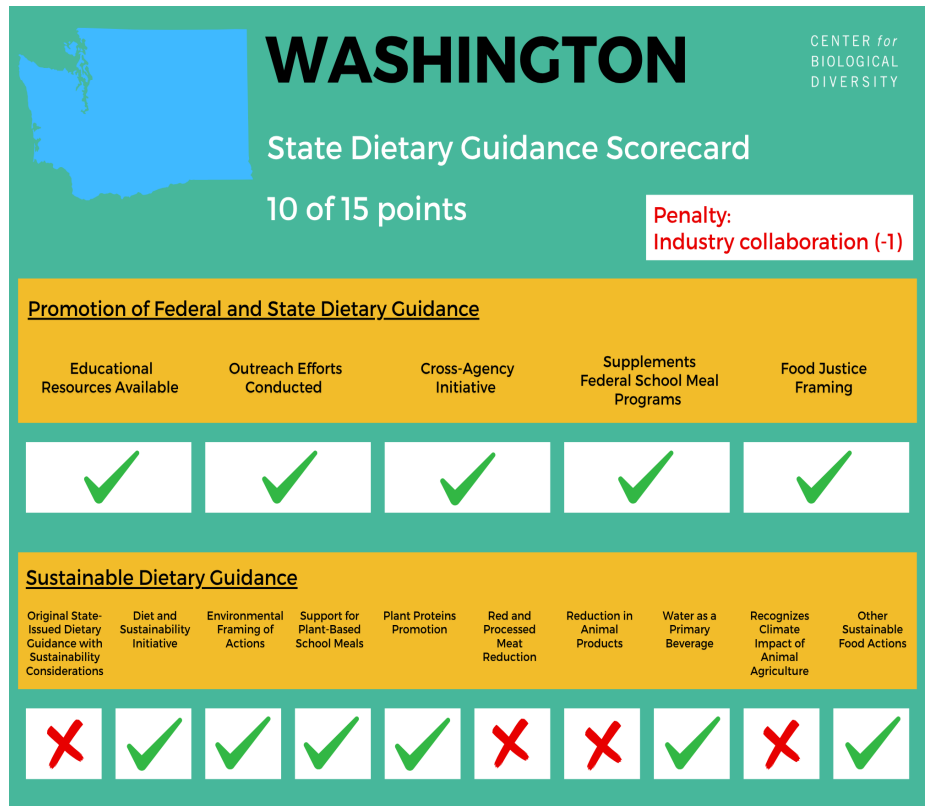 WASHINGTON
CENTER for
BIOLOGICAL
DIVERSITY
State Dietary Guidance Scorecard
10 of 15 points
Penalty:
Industry collaboration (-1)
Promotion of Federal and State Dietary Guidance
Educational
Resources Available
Outreach Efforts
Conducted
Cross-Agency
Initiative
Supplements
Federal School Meal
Programs
Food Justice
Framing
Sustainable Dietary Guidance
Original State-
Issued Dietary
Guidance with
Sustainability
Considerations
Diet and
Sustainability
Initiative
Environmental
Framing of
Actions
Support for
Plant-Based
School Meals
Plant Proteins
Promotion
Red and
Processed
Meat
Reduction
Reduction in
Animal
Products
Water as a
Primary
Beverage
Recognizes
Climate
Impact of
Animal
Agriculture
Other
Sustainable
Food Actions